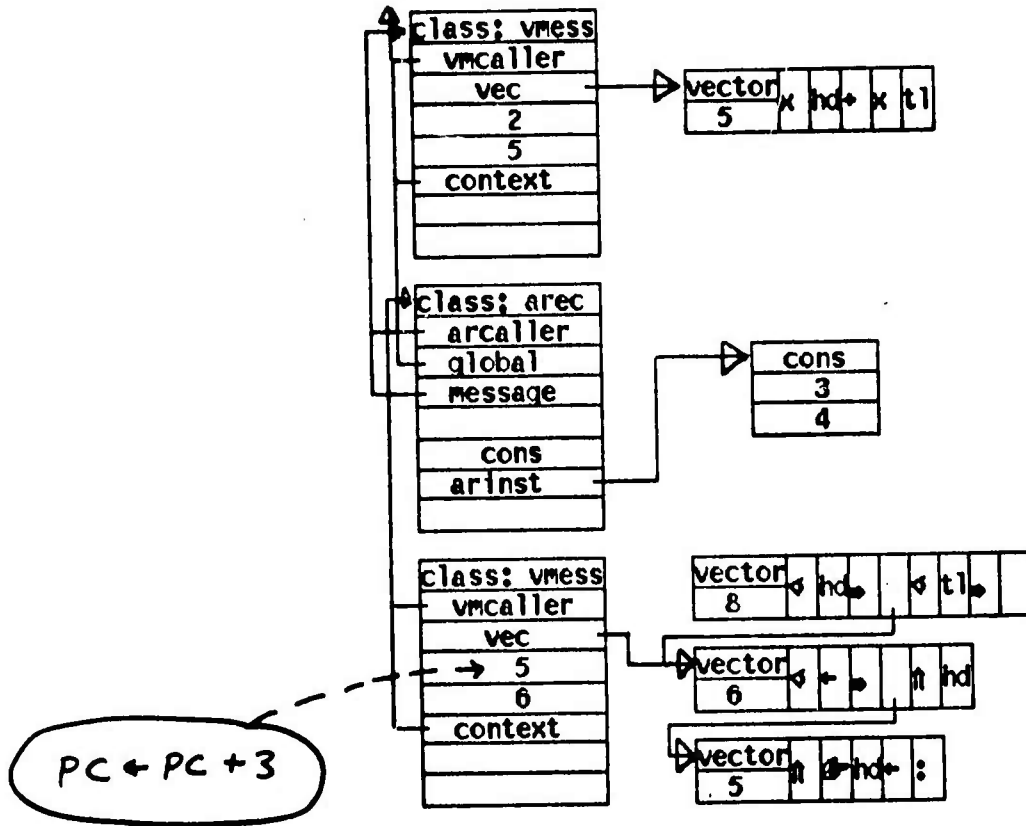 class: vmess
vmcaller
vec
2
5
context
vector
5
x hd + x tl
class: arec
arcaller
global
message
cons
arinst
cons
3
4
class: vmess
vmcaller
vec
5
6
context
vector
8
◁ hd ⇒ ◁ tl ⇒
vector
6
◁ ← ⇒ ⇑ hd
vector
5
⇑ ☞ hd ← :
PC ← PC + 3